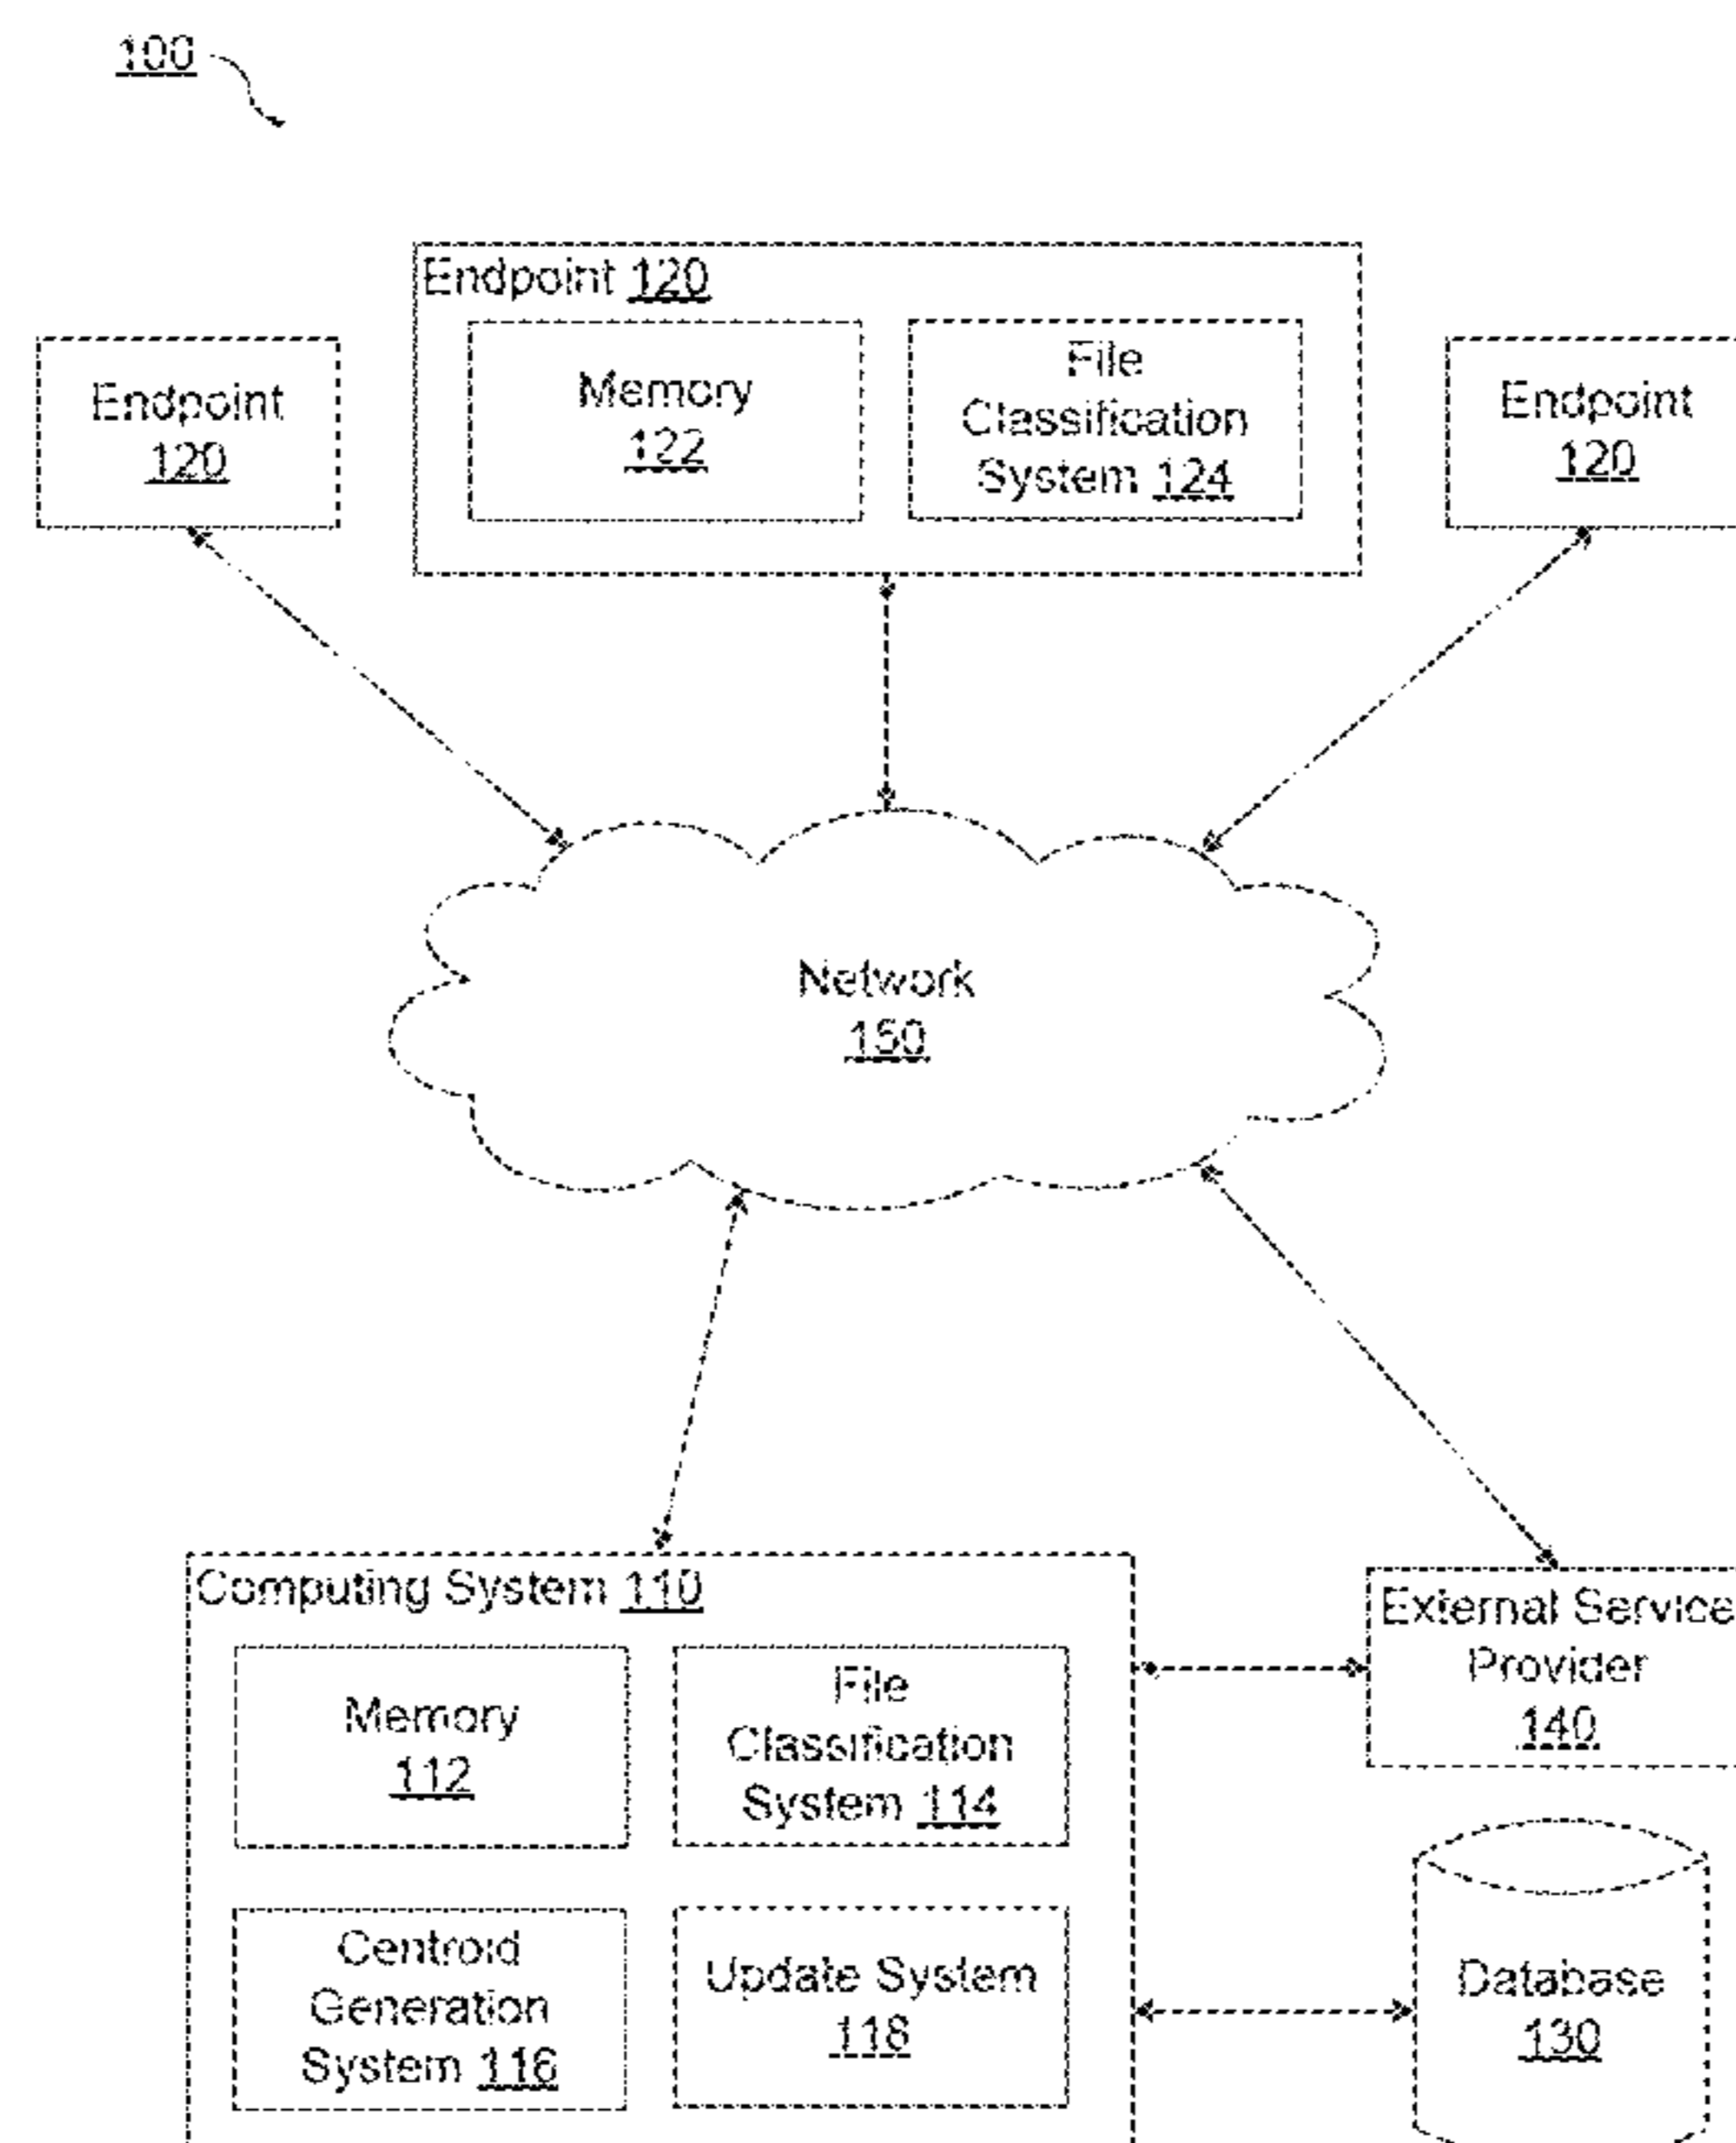 100
Endpoint 120
Endpoint
120
Memory
122
File
Classification
System 124
Endpoint
120
Network
150
Computing System 110
Memory
112
File
Classification
System 114
Centroid
Generation
System 116
Update System
118
External Service
Provider
140
Database
130